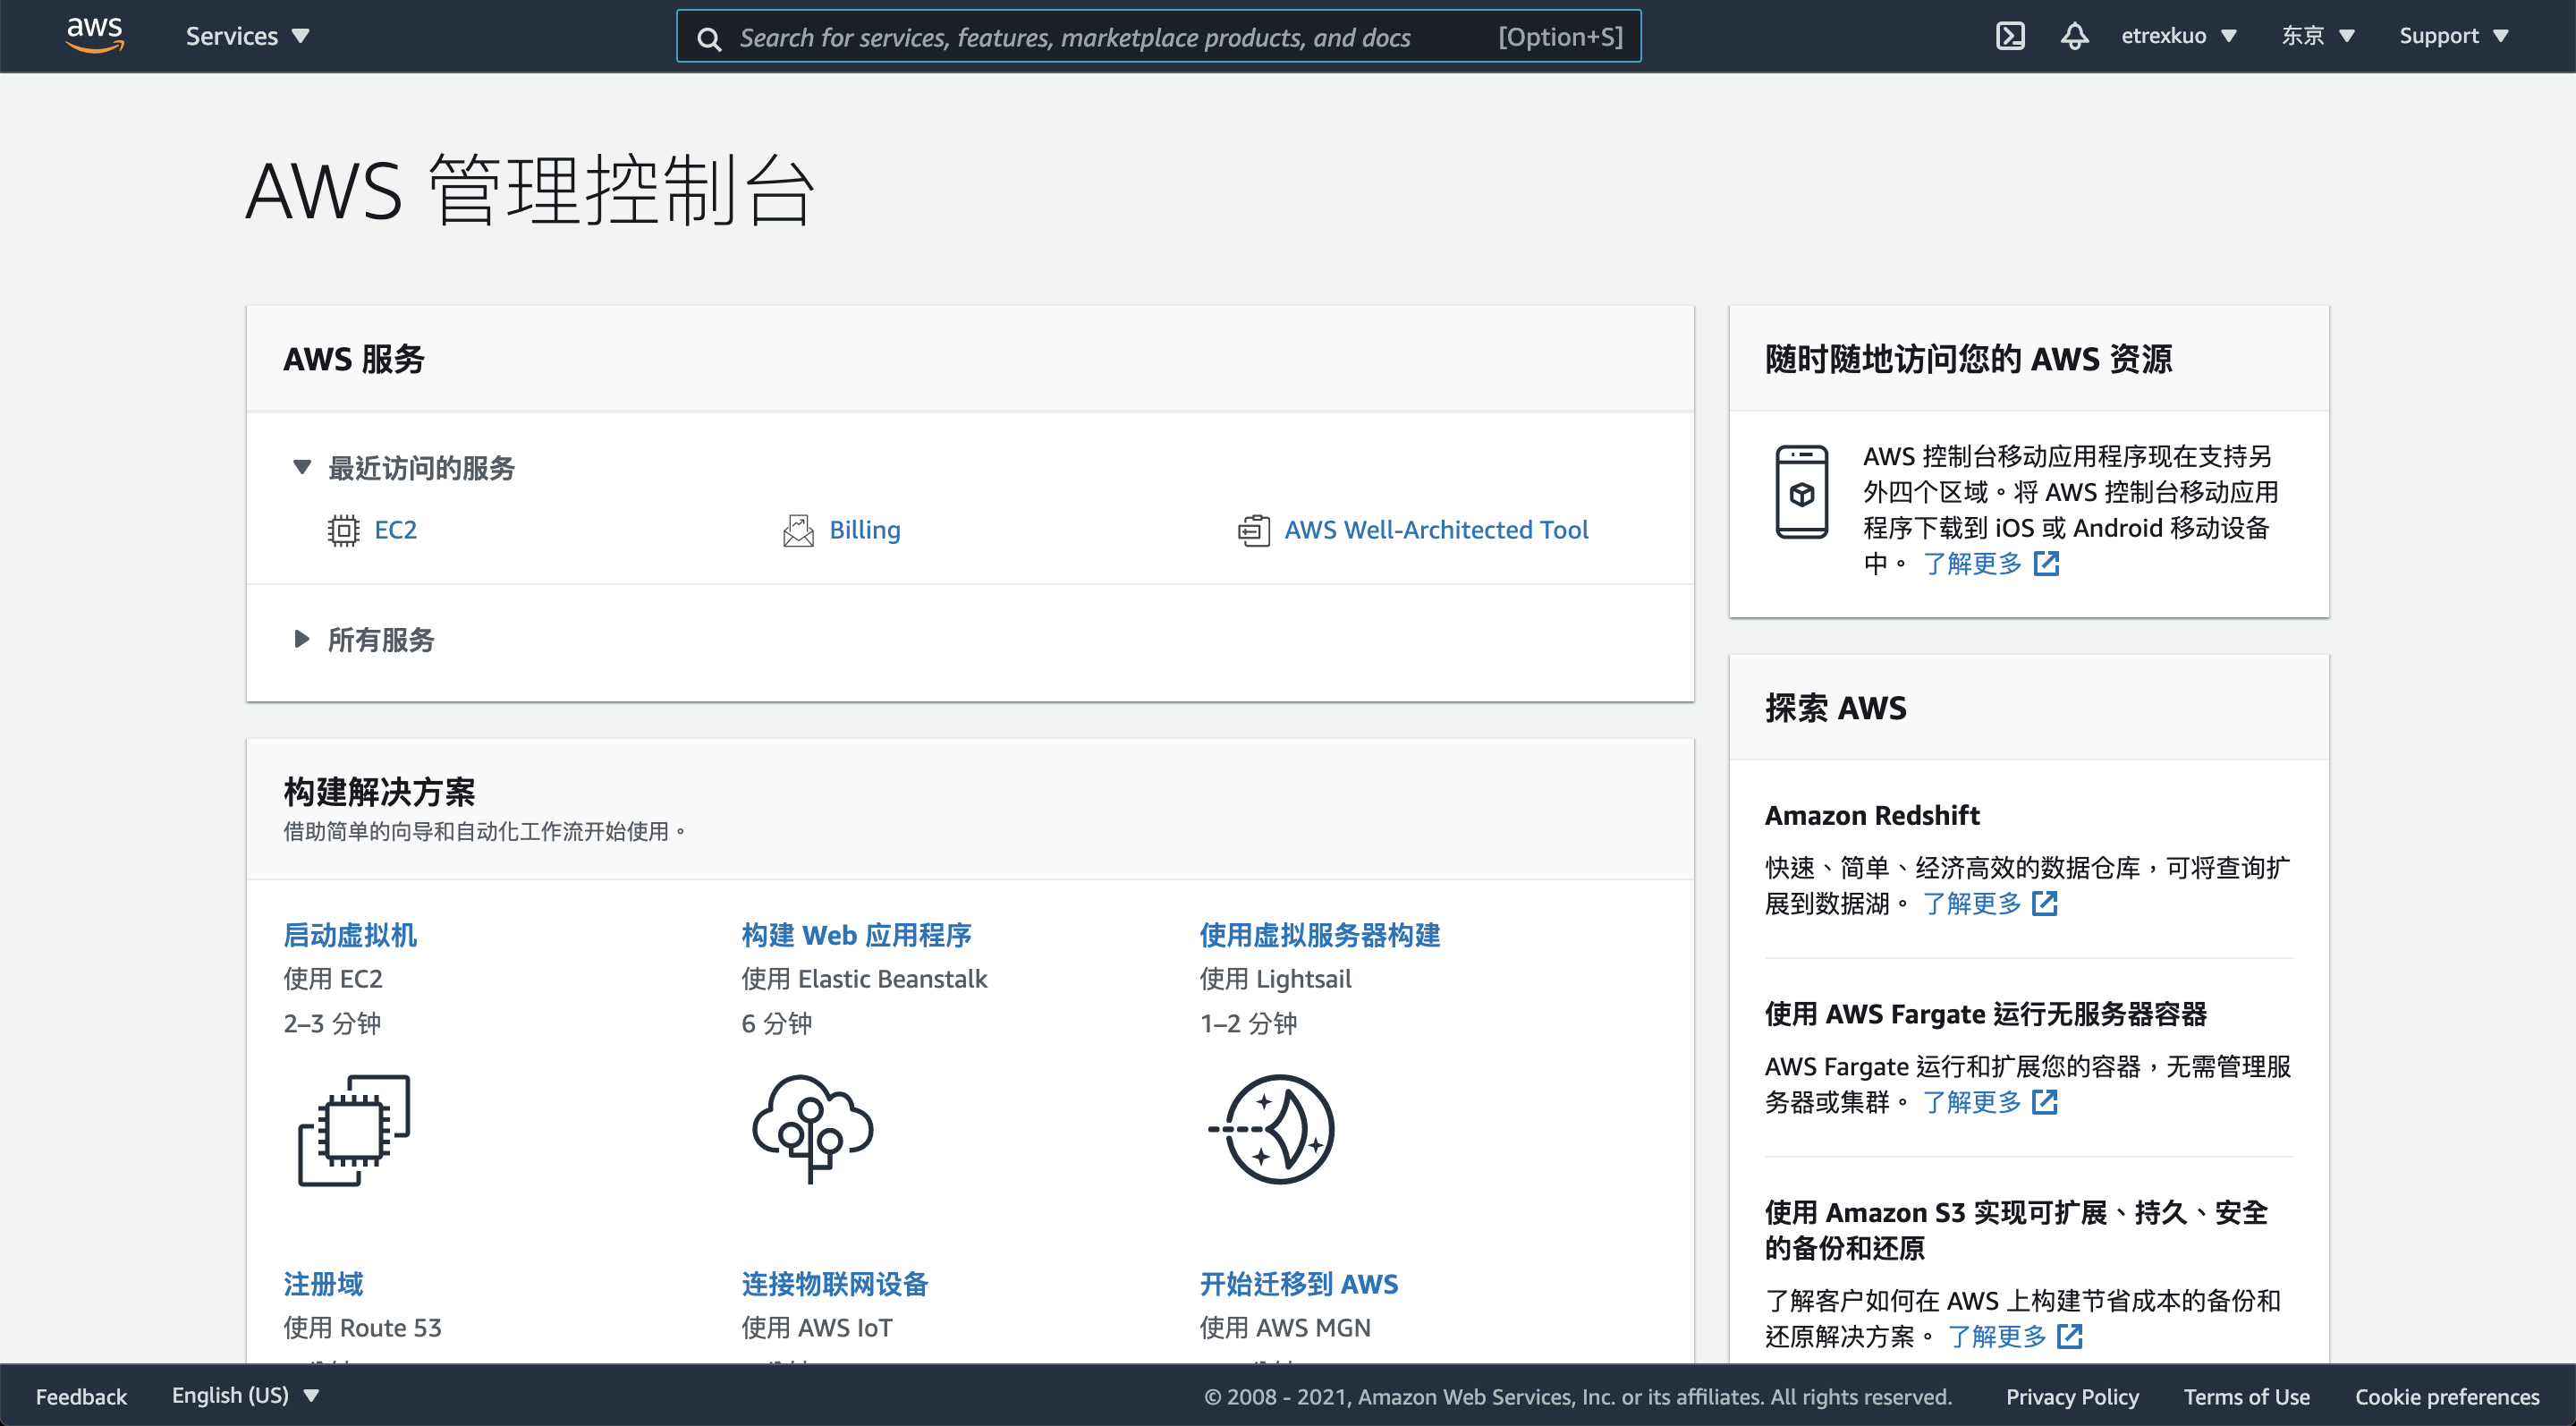 aws
Services
Search for services, features, marketplace products, and docs [Option+S]
etrexkuo
东京
Support
AWS 管理控制台
AWS 服务
最近访问的服务
EC2
Billing
AWS Well-Architected Tool
所有服务
构建解决方案
借助简单的向导和自动化工作流开始使用。
启动虚拟机
使用 EC2
2–3 分钟
构建 Web 应用程序
使用 Elastic Beanstalk
6 分钟
使用虚拟服务器构建
使用 Lightsail
1–2 分钟
注册域
使用 Route 53
连接物联网设备
使用 AWS IoT
开始迁移到 AWS
使用 AWS MGN
随时随地访问您的 AWS 资源
AWS 控制台移动应用程序现在支持另
外四个区域。将 AWS 控制台移动应用
程序下载到 iOS 或 Android 移动设备
中。 了解更多
探索 AWS
Amazon Redshift
快速、简单、经济高效的数据仓库，可将查询扩
展到数据湖。 了解更多
使用 AWS Fargate 运行无服务器容器
AWS Fargate 运行和扩展您的容器，无需管理服
务器或集群。 了解更多
使用 Amazon S3 实现可扩展、持久、安全
的备份和还原
了解客户如何在 AWS 上构建节省成本的备份和
还原解决方案。 了解更多
Feedback
English (US)
© 2008 - 2021, Amazon Web Services, Inc. or its affiliates. All rights reserved.
Privacy Policy
Terms of Use
Cookie preferences